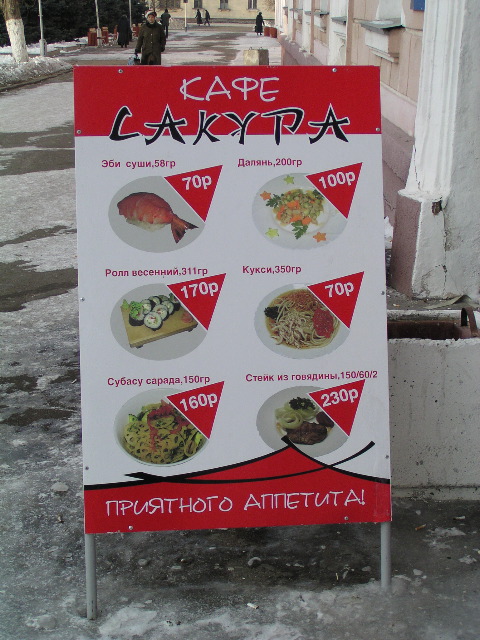 КАФЕ
САКУРА
Эби суши,58гр
70р
Далянь,200гр
100р
Ролл весенний,311гр
170р
Кукси,350гр
70р
Субасу сарада,150гр
160р
Стейк из говядины,150/60/2
230р
ПРИЯТНОГО АППЕТИТА!